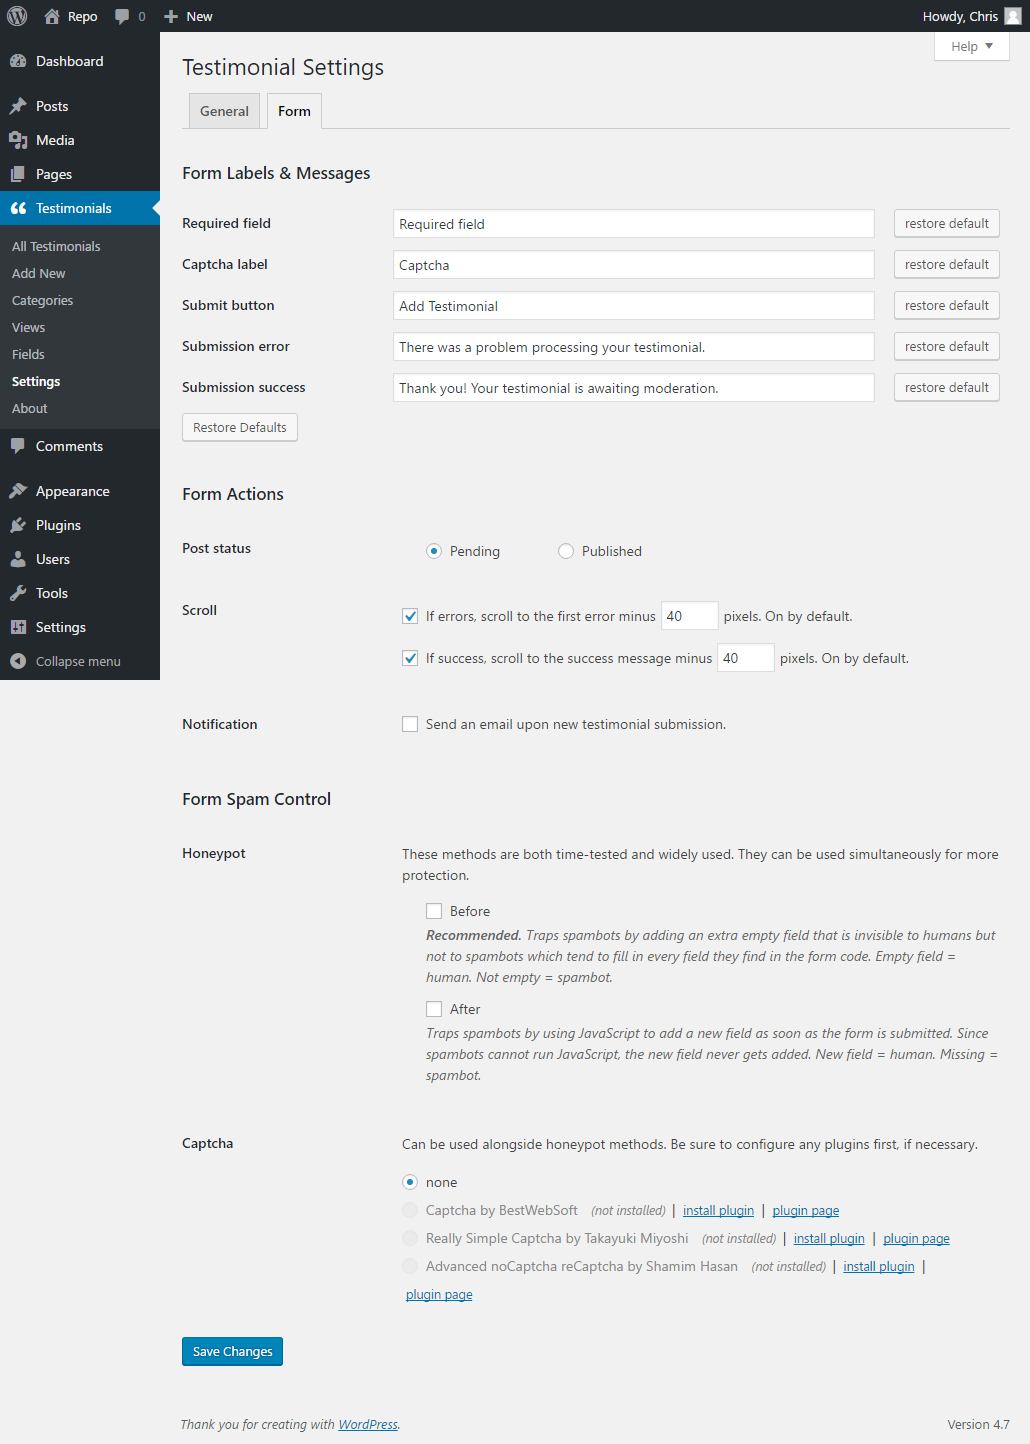 Repo 0 New Howdy, Chris
Help
Dashboard
Posts
Media
Pages
Testimonials
All Testimonials
Add New
Categories
Views
Fields
Settings
About
Comments
Appearance
Plugins
Users
Tools
Settings
Collapse menu
Testimonial Settings
General Form
Form Labels & Messages
Required field Required field restore default
Captcha label Captcha restore default
Submit button Add Testimonial restore default
Submission error There was a problem processing your testimonial. restore default
Submission success Thank you! Your testimonial is awaiting moderation. restore default
Restore Defaults
Form Actions
Post status Pending Published
Scroll If errors, scroll to the first error minus 40 pixels. On by default.
If success, scroll to the success message minus 40 pixels. On by default.
Notification Send an email upon new testimonial submission.
Form Spam Control
Honeypot These methods are both time-tested and widely used. They can be used simultaneously for more
protection.
Before
Recommended. Traps spambots by adding an extra empty field that is invisible to humans but
not to spambots which tend to fill in every field they find in the form code. Empty field =
human. Not empty = spambot.
After
Traps spambots by using JavaScript to add a new field as soon as the form is submitted. Since
spambots cannot run JavaScript, the new field never gets added. New field = human. Missing =
spambot.
Captcha Can be used alongside honeypot methods. Be sure to configure any plugins first, if necessary.
none
Captcha by BestWebSoft (not installed) | install plugin | plugin page
Really Simple Captcha by Takayuki Miyoshi (not installed) | install plugin | plugin page
Advanced noCaptcha reCaptcha by Shamim Hasan (not installed) | install plugin |
plugin page
Save Changes
Thank you for creating with WordPress. Version 4.7